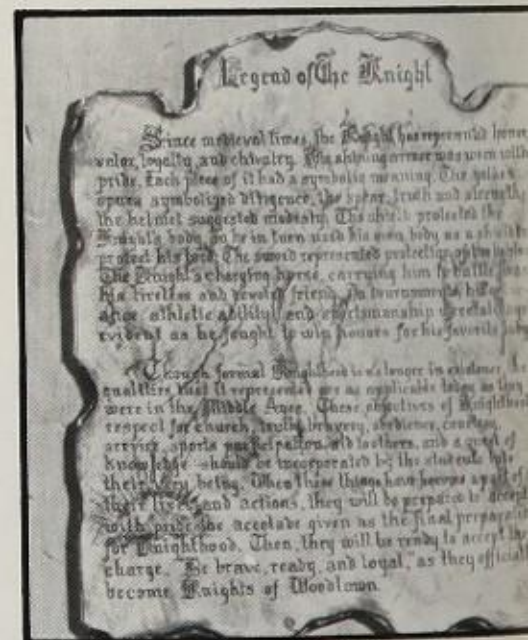 Legend of The Knight
Since medieval times, the Knight has represented honor
valor, loyalty, and chivalry. His shining armor was worn with
pride. Each piece of it had a symbolic meaning. The golden
spurs symbolized diligence, the spear, truth and strength
the helmet suggested modesty. The shield protected the
Knight's body, so he in turn used his own body as a shield to
protect his lord. The sword represented protection of the
The Knight's charging horse, carrying him to battle
his tireless and devoted friend. In tournaments, his
athletic ability, and sportsmanship
evident as he fought to win honors for his favorite lady
Though formal Knighthood is no longer in existence, the
qualities that it represented are as applicable today as they
were in the Middle Ages. These objectives of Knighthood
respect for church, truth, bravery, obedience, courtesy,
service, sports participation, aid to others, and a quest of
knowledge should be incorporated by the students into
their very being. When these things have become a part of
their lives and actions, they will be prepared to accept
with pride the accolade given as the final preparation
for Knighthood. Then, they will be ready to accept the
charge, "Be brave, ready, and loyal," as they
become Knights of Woodlawn.